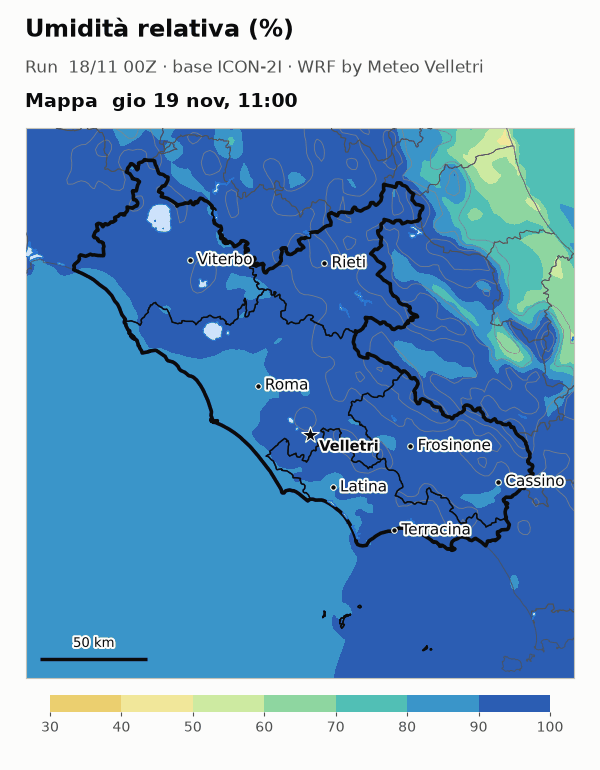 Umidità relativa (%)
Run  18/11 00Z · base ICON-2I · WRF by Meteo Velletri
Mappa  gio 19 nov, 11:00
Viterbo
Rieti
Roma
Velletri
Frosinone
Latina
Cassino
Terracina
50 km
30 40 50 60 70 80 90 100